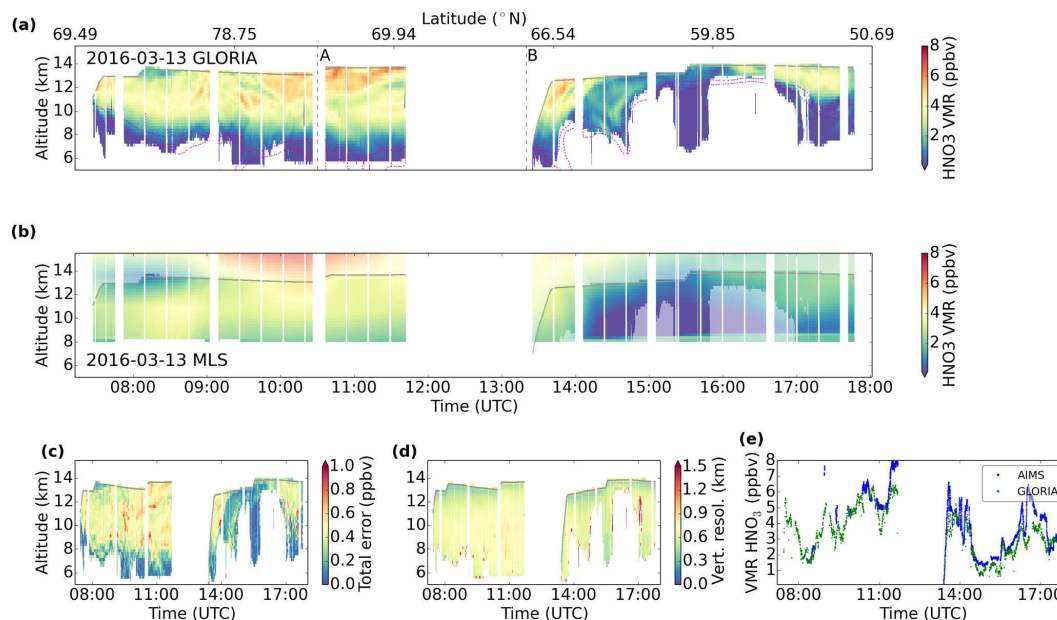 Latitude (°N)
(a)
69.49 78.75 69.94 66.54 59.85 50.69
2016-03-13 GLORIA
A
B
Altitude (km)
14
12
10
8
6
HNO3 VMR (ppbv)
8
6
4
2
0
(b)
Altitude (km)
14
12
10
8
6
2016-03-13 MLS
HNO3 VMR (ppbv)
8
6
4
2
0
08:00 09:00 10:00 11:00 12:00 13:00 14:00 15:00 16:00 17:00 18:00
Time (UTC)
(c)
Altitude (km)
14
12
10
8
6
08:00 11:00 14:00 17:00
Time (UTC)
Total error (ppbv)
1.0
0.8
0.6
0.4
0.2
0.0
(d)
14
12
10
8
6
08:00 11:00 14:00 17:00
Time (UTC)
Vert. resol. (km)
1.5
1.2
0.9
0.6
0.3
0.0
(e)
VMR HNO₃ (ppbv)
8
7
6
5
4
3
2
1
AIMS
GLORIA
08:00 11:00 14:00 17:00
Time (UTC)